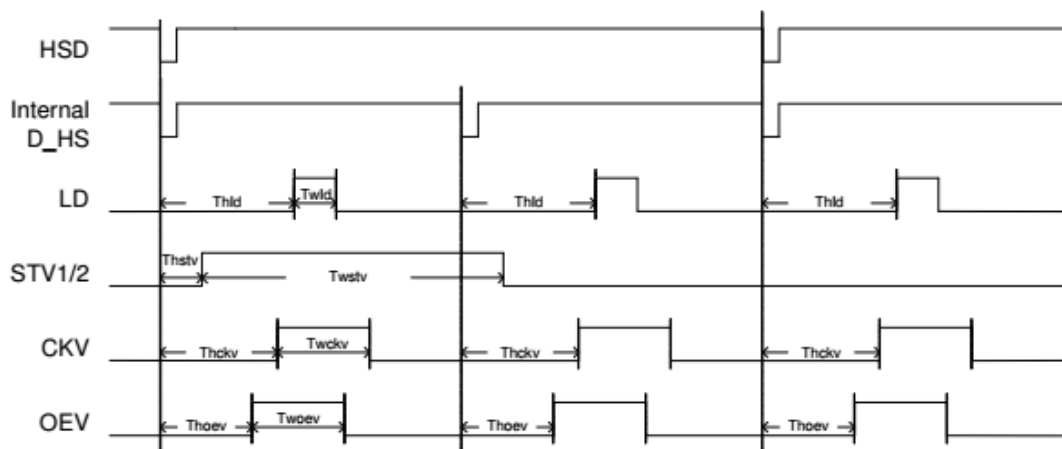 HSD
Internal
D_HS
LD
Thld
Twld
Thld
Thld
STV1/2
Thstv
Twstv
CKV
Thckv
Twckv
Thckv
Thckv
OEV
Thoev
Twoev
Thoev
Thoev